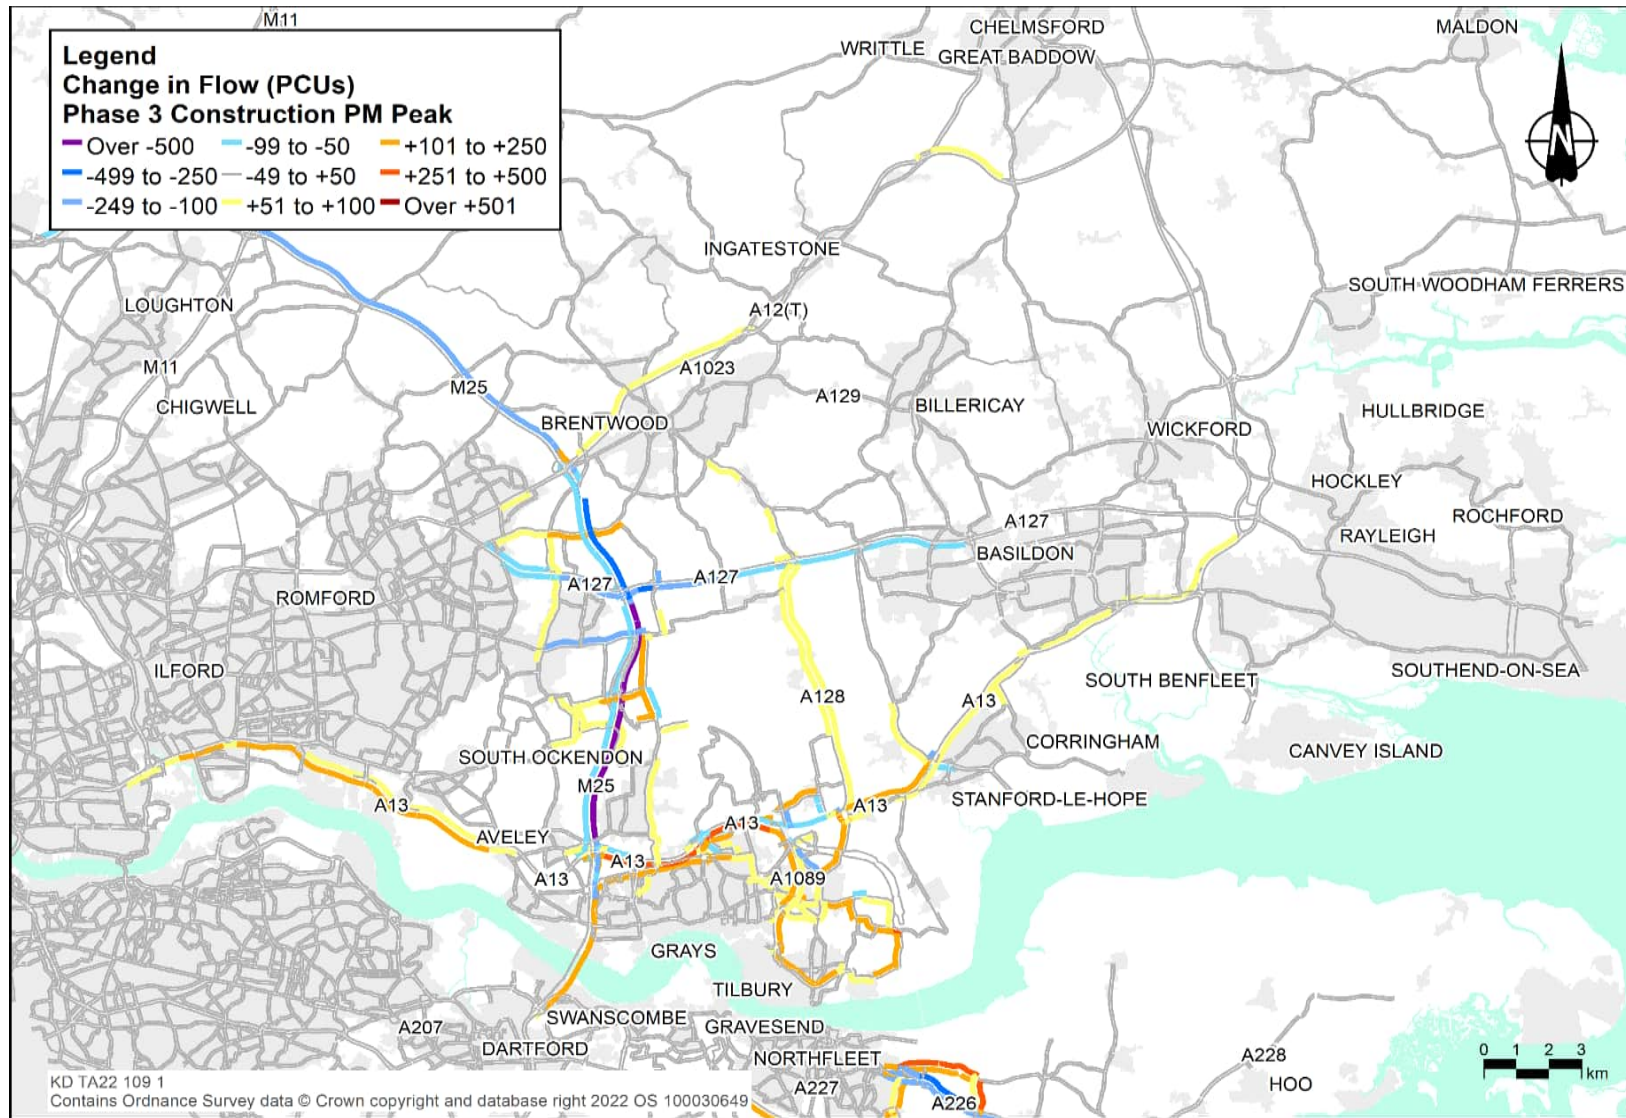 M11
CHELMSFORD
MALDON
WRITTLE
GREAT BADDOW
Legend
Change in Flow (PCUs)
Phase 3 Construction PM Peak
Over -500 -99 to -50 +101 to +250
-499 to -250 -49 to +50 +251 to +500
-249 to -100 +51 to +100 Over +501
N
INGATESTONE
SOUTH WOODHAM FERRERS
LOUGHTON
A12(T)
M11
A1023
M25
A129
CHIGWELL
BILLERICAY
HULLBRIDGE
BRENTWOOD
WICKFORD
HOCKLEY
A127
ROCHFORD
RAYLEIGH
BASILDON
A127
A127
ROMFORD
ILFORD
SOUTHEND-ON-SEA
SOUTH BENFLEET
A128
A13
CORRINGHAM
CANVEY ISLAND
SOUTH OCKENDON
M25
STANFORD-LE-HOPE
A13
A13
A13
AVELEY
A13
A13
A1089
GRAYS
TILBURY
SWANSCOMBE
A207
GRAVESEND
DARTFORD
NORTHFLEET
A228
0 1 2 3
km
A227
HOO
A226
KD TA22 109 1
Contains Ordnance Survey data © Crown copyright and database right 2022 OS 100030649